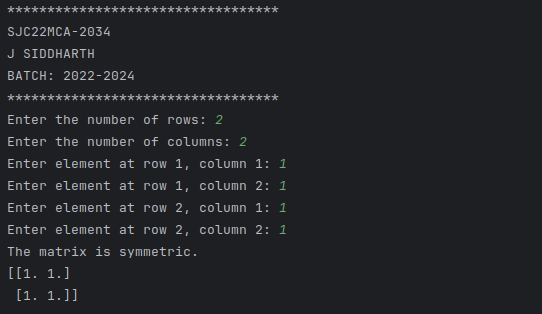 **********************************
SJC22MCA-2034
J SIDDHARTH
BATCH: 2022-2024
**********************************
Enter the number of rows: 2
Enter the number of columns: 2
Enter element at row 1, column 1: 1
Enter element at row 1, column 2: 1
Enter element at row 2, column 1: 1
Enter element at row 2, column 2: 1
The matrix is symmetric.
[[1. 1.]
 [1. 1.]]